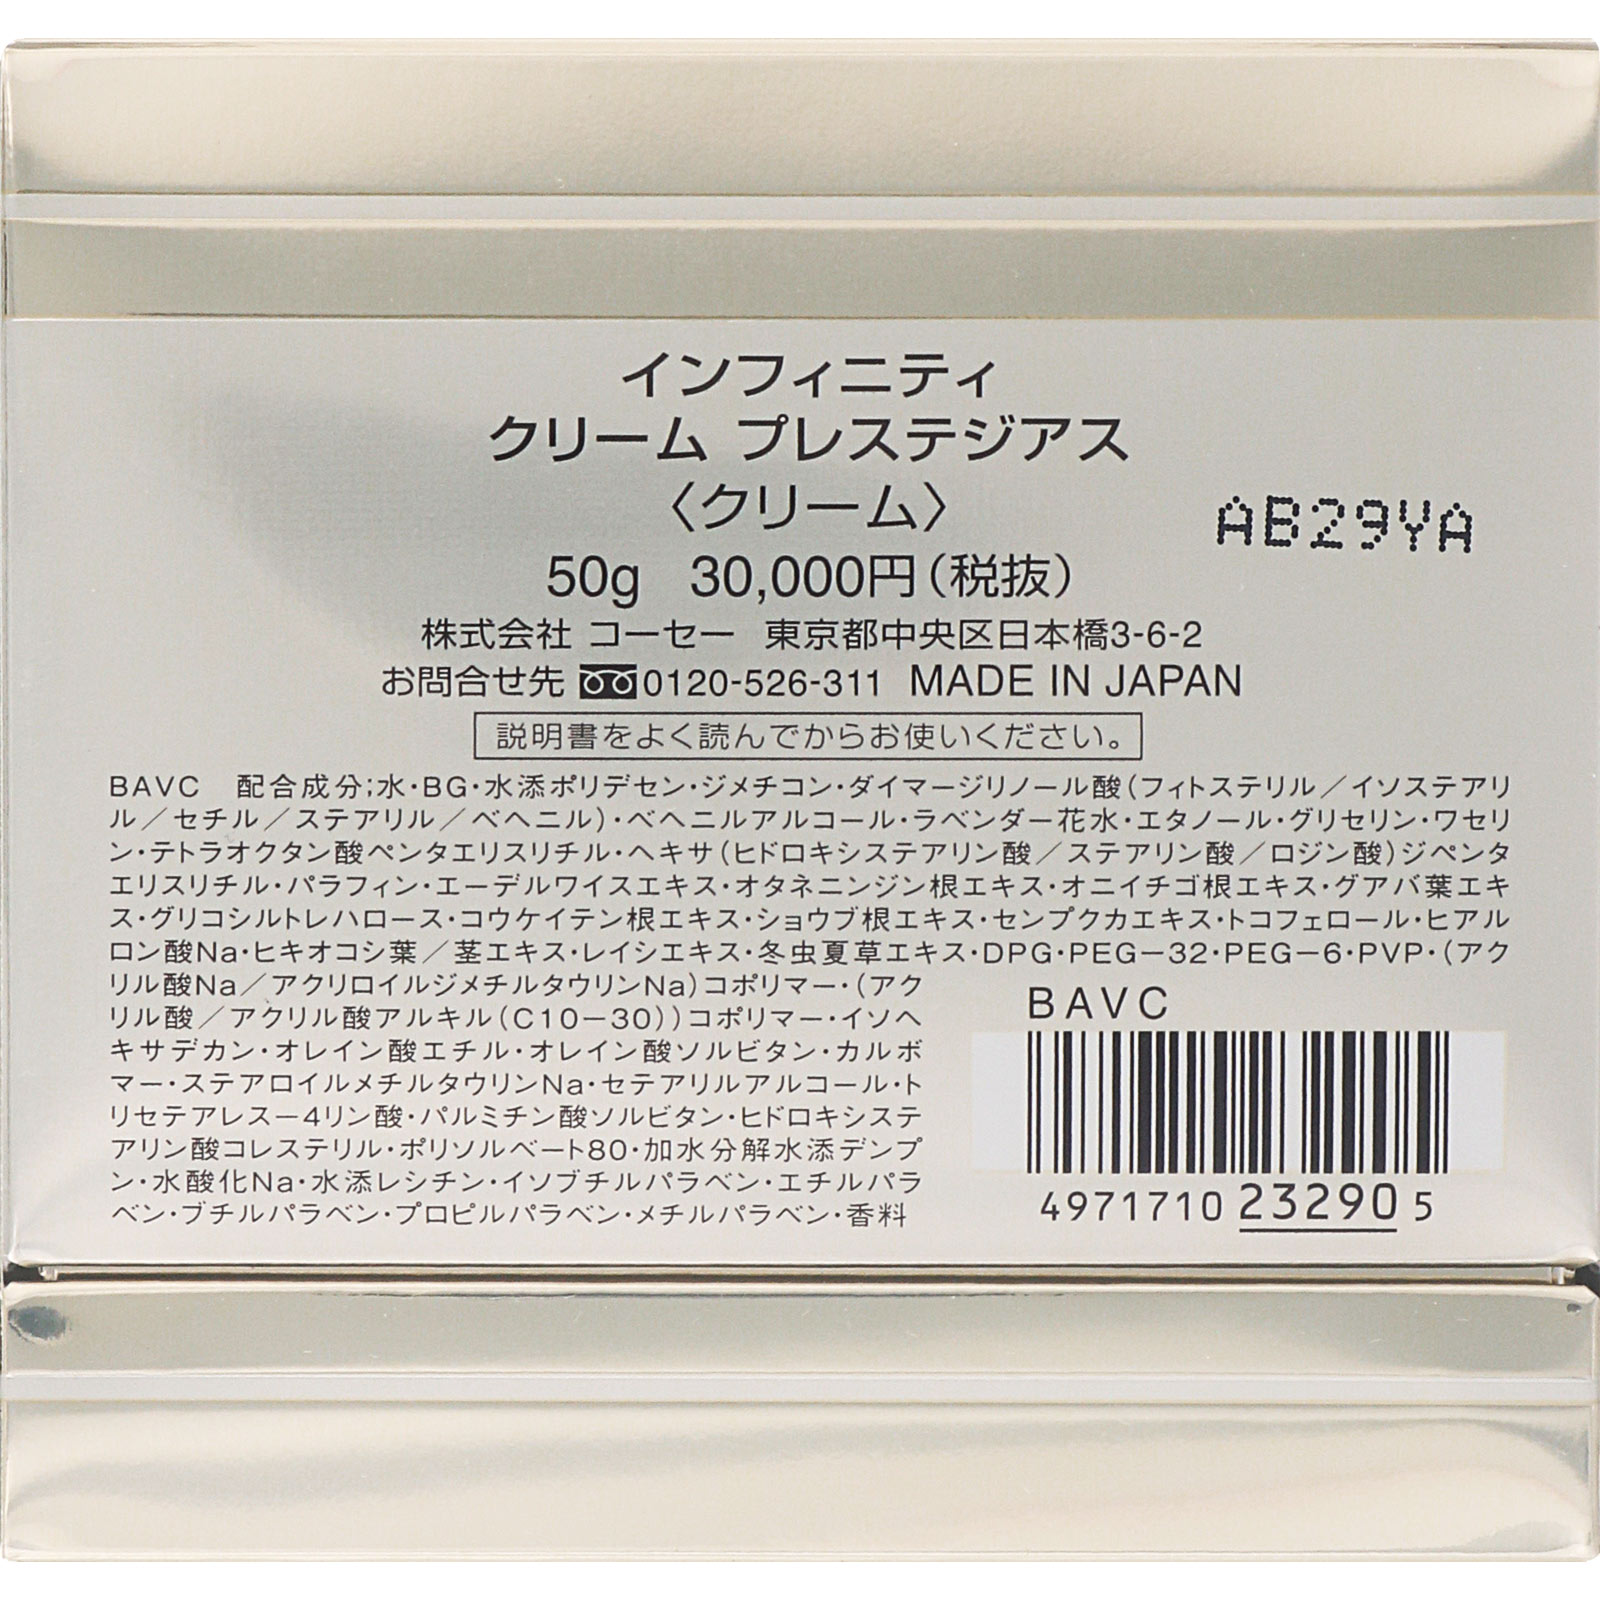 インフィニティ
クリーム プレステジアス
〈クリーム〉
AB29YA
50g 30,000円(税抜)
株式会社 コーセー 東京都中央区日本橋3-6-2
お問合せ先 0120-526-311 MADE IN JAPAN
説明書をよく読んでからお使いください。
BAVC 配合成分;水・BG・水添ポリデセン・ジメチコン・ダイマージリノール酸(フィトステリル/イソステアリ
ル/セチル/ステアリル/ベヘニル)・ベヘニルアルコール・ラベンダー花水・エタノール・グリセリン・ワセリ
ン・テトラオクタン酸ペンタエリスリチル・ヘキサ(ヒドロキシステアリン酸/ステアリン酸/ロジン酸)ジペンタ
エリスリチル・パラフィン・エーデルワイスエキス・オタネニンジン根エキス・オニイチゴ根エキス・グアバ葉エキ
ス・グリコシルトレハロース・コウケイテン根エキス・ショウブ根エキス・センプクカエキス・トコフェロール・ヒアル
ロン酸Na・ヒキオコシ葉/茎エキス・レイシエキス・冬虫夏草エキス・DPG・PEG-32・PEG-6・PVP・(アク
リル酸Na/アクリロイルジメチルタウリンNa)コポリマー・(アク
リル酸/アクリル酸アルキル(C10-30))コポリマー・イソヘ
キサデカン・オレイン酸エチル・オレイン酸ソルビタン・カルボ
マー・ステアロイルメチルタウリンNa・セテアリルアルコール・ト
リセテアレス-4リン酸・パルミチン酸ソルビタン・ヒドロキシステ
アリン酸コレステリル・ポリソルベート80・加水分解水添デンプ
ン・水酸化Na・水添レシチン・イソブチルパラベン・エチルパラ
ベン・ブチルパラベン・プロピルパラベン・メチルパラベン・香料
BAVC
4971710 23290 5